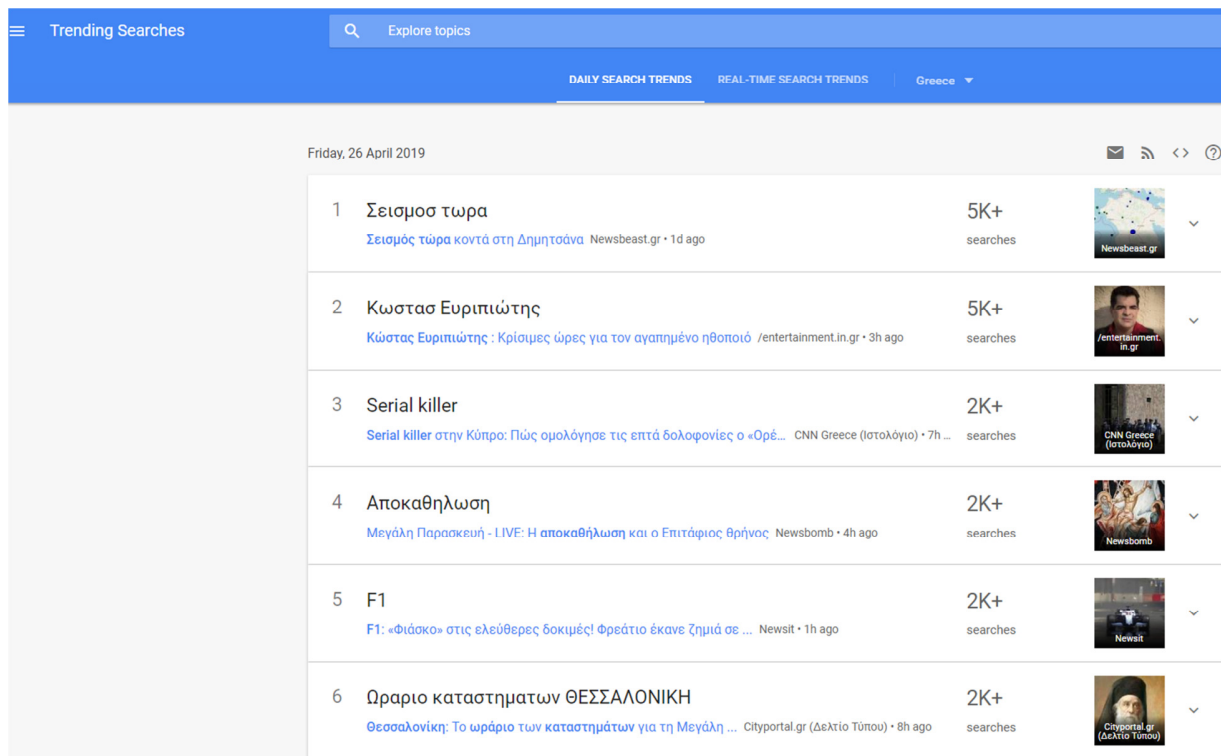 Trending Searches
Explore topics
DAILY SEARCH TRENDS REAL-TIME SEARCH TRENDS Greece
Friday, 26 April 2019
1 Σεισμοσ τωρα 5K+
Σεισμός τώρα κοντά στη Δημητσάνα Newsbeast.gr • 1d ago searches
Newsbeast.gr
2 Κωστασ Ευριπιώτης 5K+
Κώστας Ευριπιώτης : Κρίσιμες ώρες για τον αγαπημένο ηθοποιό /entertainment.in.gr • 3h ago searches
/entertainment.
in.gr
3 Serial killer 2K+
Serial killer στην Κύπρο: Πώς ομολόγησε τις επτά δολοφονίες ο «Ορέ... CNN Greece (Ιστολόγιο) • 7h ... searches
CNN Greece
(Ιστολόγιο)
4 Αποκαθηλωση 2K+
Μεγάλη Παρασκευή - LIVE: Η αποκαθήλωση και ο Επιτάφιος θρήνος Newsbomb • 4h ago searches
Newsbomb
5 F1 2K+
F1: «Φιάσκο» στις ελεύθερες δοκιμές! Φρεάτιο έκανε ζημιά σε ... Newsit • 1h ago searches
Newsit
6 Ωραριο καταστηματων ΘΕΣΣΑΛΟΝΙΚΗ 2K+
Θεσσαλονίκη: Το ωράριο των καταστημάτων για τη Μεγάλη ... Cityportal.gr (Δελτίο Τύπου) • 8h ago searches
Cityportal.gr
(Δελτίο Τύπου)